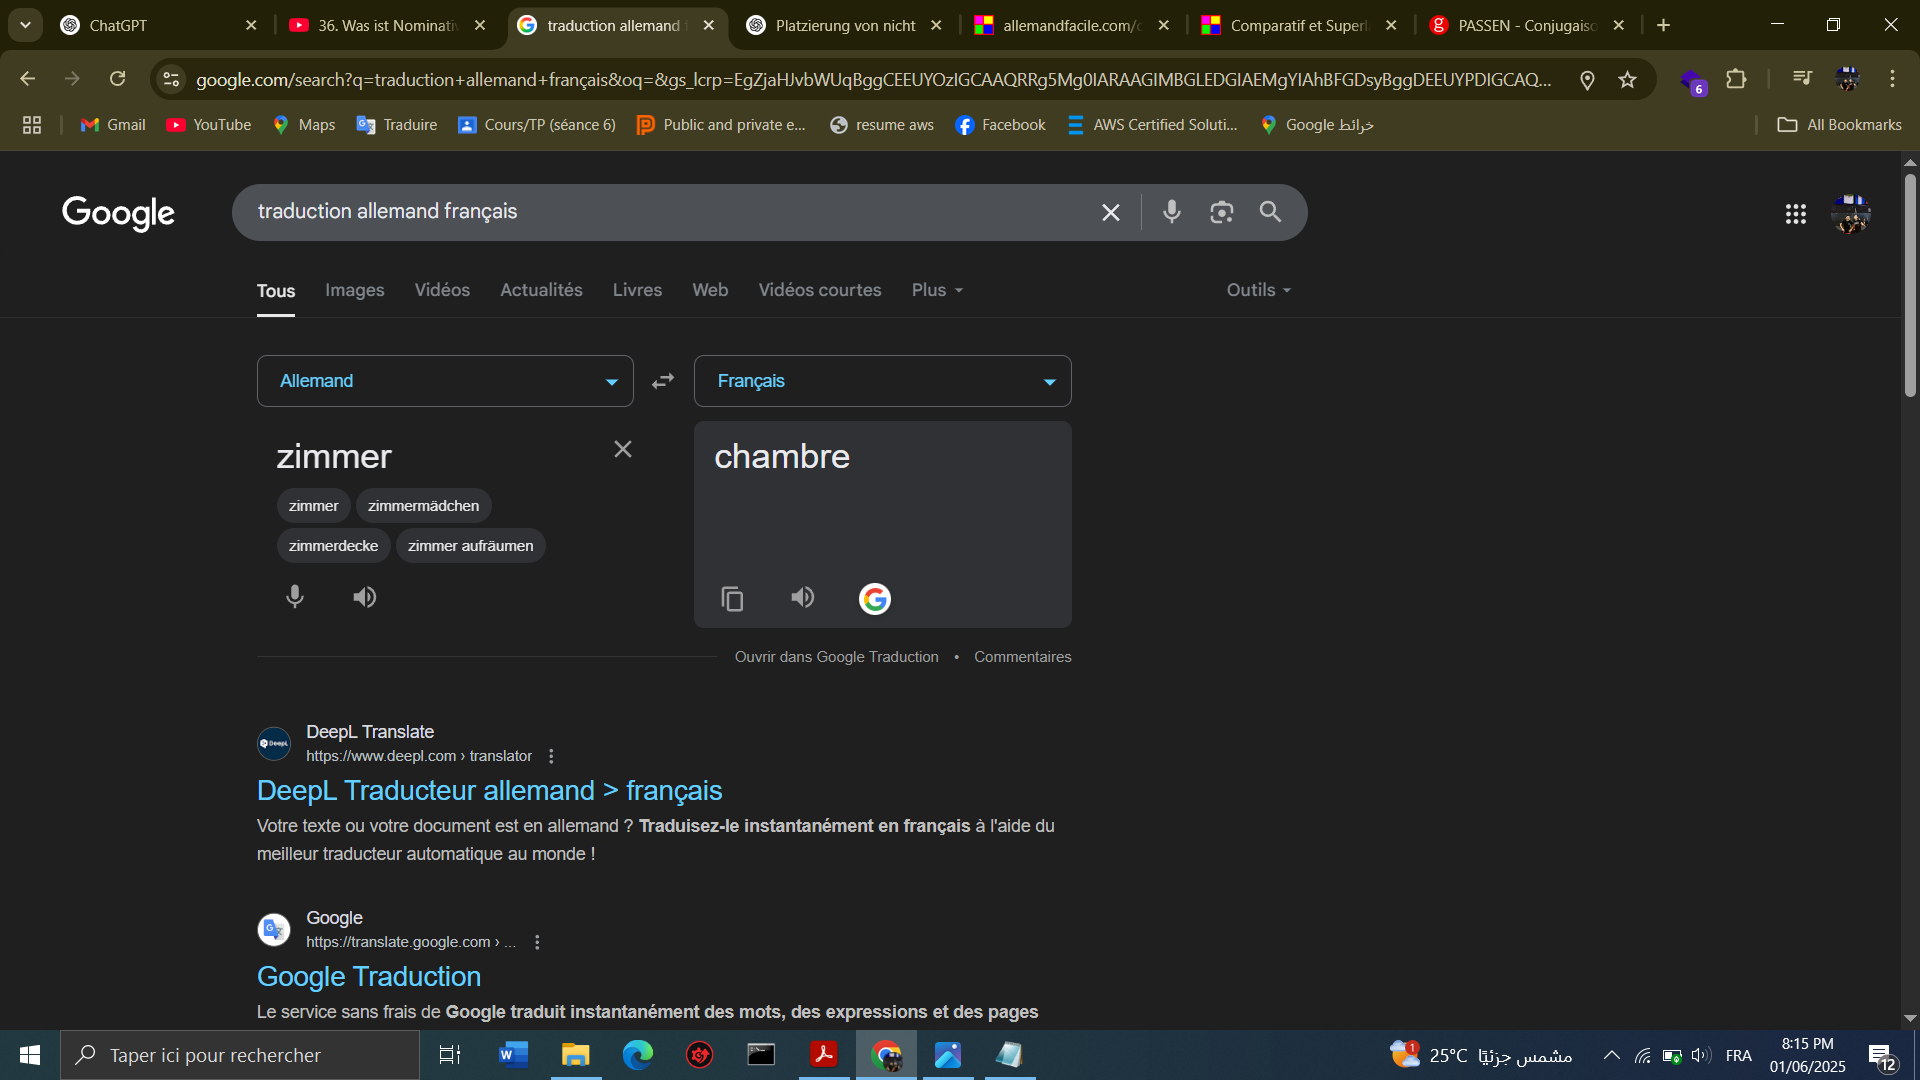 ChatGPT
36. Was ist Nominativ
traduction allemand f
Platzierung von nicht
allemandfacile.com/c
Comparatif et Superl
PASSEN - Conjugaiso
google.com/search?q=traduction+allemand+français&oq=&gs_lcrp=EgZjaHJvbWUqBggCEEUYOzIGCAAQRRg5Mg0IARAAGIMBGLEDGIAEMgYIAhBFGDsyBggDEEUYPDIGCAQ...
6
Gmail
YouTube
Maps
Traduire
Cours/TP (séance 6)
Public and private e...
resume aws
Facebook
AWS Certified Soluti...
خرائط Google
All Bookmarks
Google
traduction allemand français
Tous
Images
Vidéos
Actualités
Livres
Web
Vidéos courtes
Plus
Outils
Allemand
Français
zimmer
chambre
zimmer
zimmermädchen
zimmerdecke
zimmer aufräumen
Ouvrir dans Google Traduction • Commentaires
DeepL
DeepL Translate
https://www.deepl.com › translator
DeepL Traducteur allemand > français
Votre texte ou votre document est en allemand ? Traduisez-le instantanément en français à l'aide du
meilleur traducteur automatique au monde !
Google
https://translate.google.com › ...
Google Traduction
Le service sans frais de Google traduit instantanément des mots, des expressions et des pages
Taper ici pour rechercher
1
25°C مشمس جزئيًا
FRA
8:15 PM
01/06/2025
12